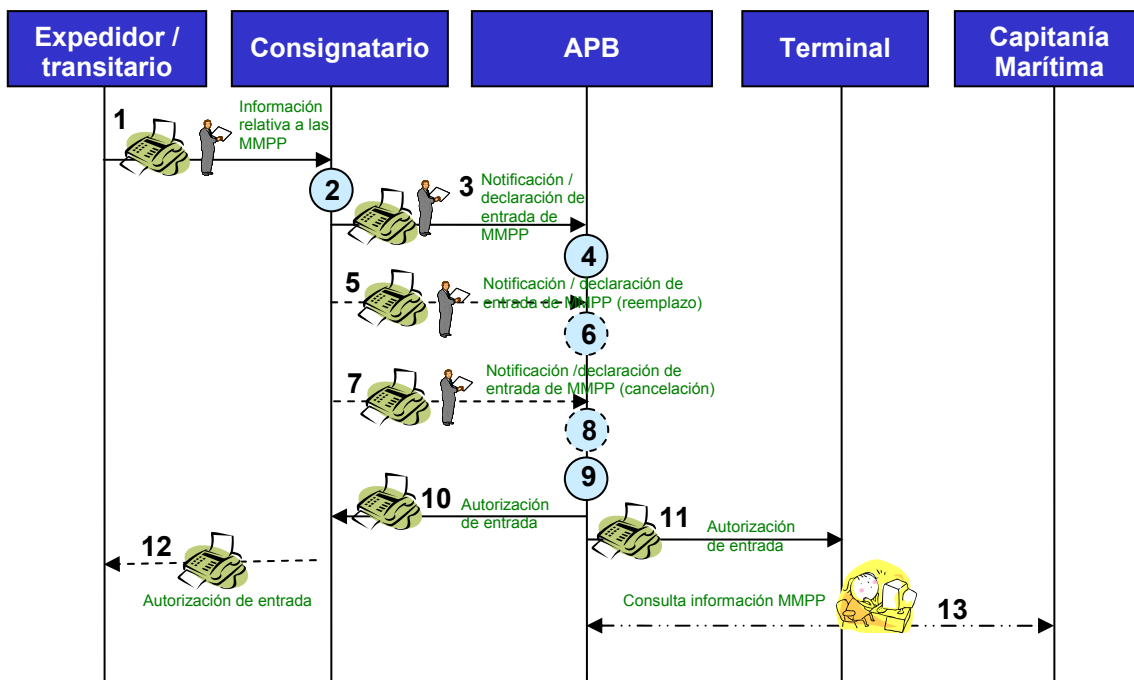 Expedidor /
transitario
Consignatario
APB
Terminal
Capitanía
Marítima
1
Información
relativa a las
MMPP
2
3
Notificación /
declaración de
entrada de
MMPP
4
5
Notificación / declaración de
entrada de MMPP (reemplazo)
6
7
Notificación /declaración de
entrada de MMPP (cancelación)
8
9
10
Autorización
de entrada
11
Autorización
de entrada
12
Autorización de entrada
Consulta información MMPP
13